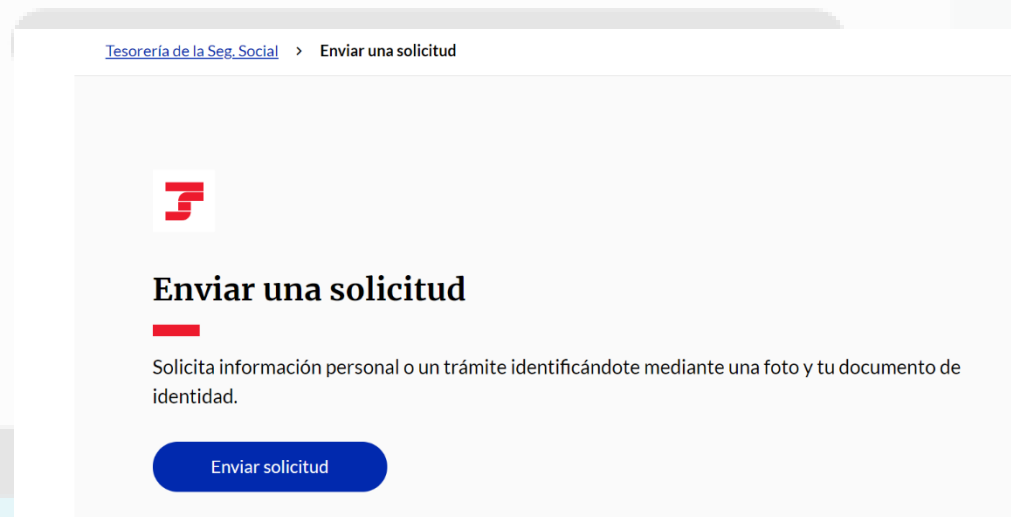 Tesorería de la Seg. Social > Enviar una solicitud
Enviar una solicitud
Solicita información personal o un trámite identificándote mediante una foto y tu documento de
identidad.
Enviar solicitud